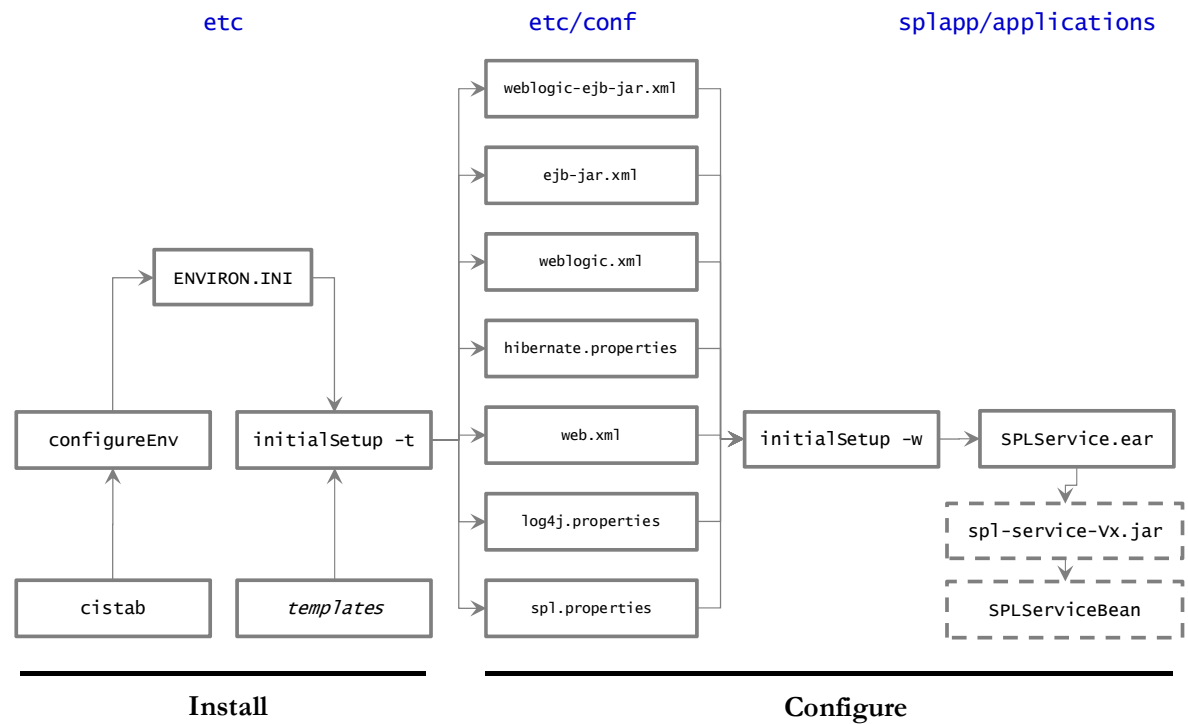 etc
etc/conf
splapp/applications
weblogic-ejb-jar.xml
ejb-jar.xml
weblogic.xml
ENVIRON.INI
hibernate.properties
configureEnv
initialSetup -t
web.xml
initialSetup -w
SPLService.ear
log4j.properties
spl-service-Vx.jar
cistab
templates
spl.properties
SPLServiceBean
Install
Configure